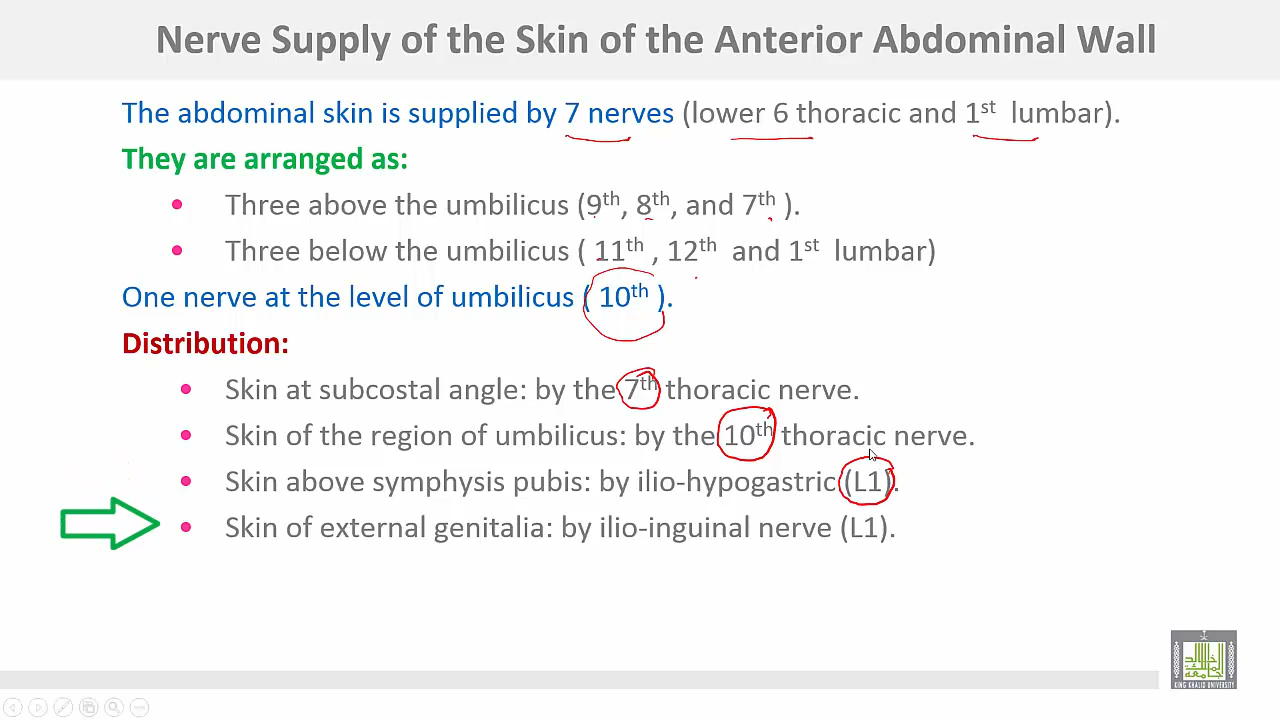 Nerve Supply of the Skin of the Anterior Abdominal Wall
The abdominal skin is supplied by 7 nerves (lower 6 thoracic and 1st lumbar).
They are arranged as:
• Three above the umbilicus (9th, 8th, and 7th ).
• Three below the umbilicus ( 11th , 12th and 1st lumbar)
One nerve at the level of umbilicus ( 10th ).
Distribution:
• Skin at subcostal angle: by the 7th thoracic nerve.
• Skin of the region of umbilicus: by the 10th thoracic nerve.
• Skin above symphysis pubis: by ilio-hypogastric (L1).
• Skin of external genitalia: by ilio-inguinal nerve (L1).
KING KHALID UNIVERSITY